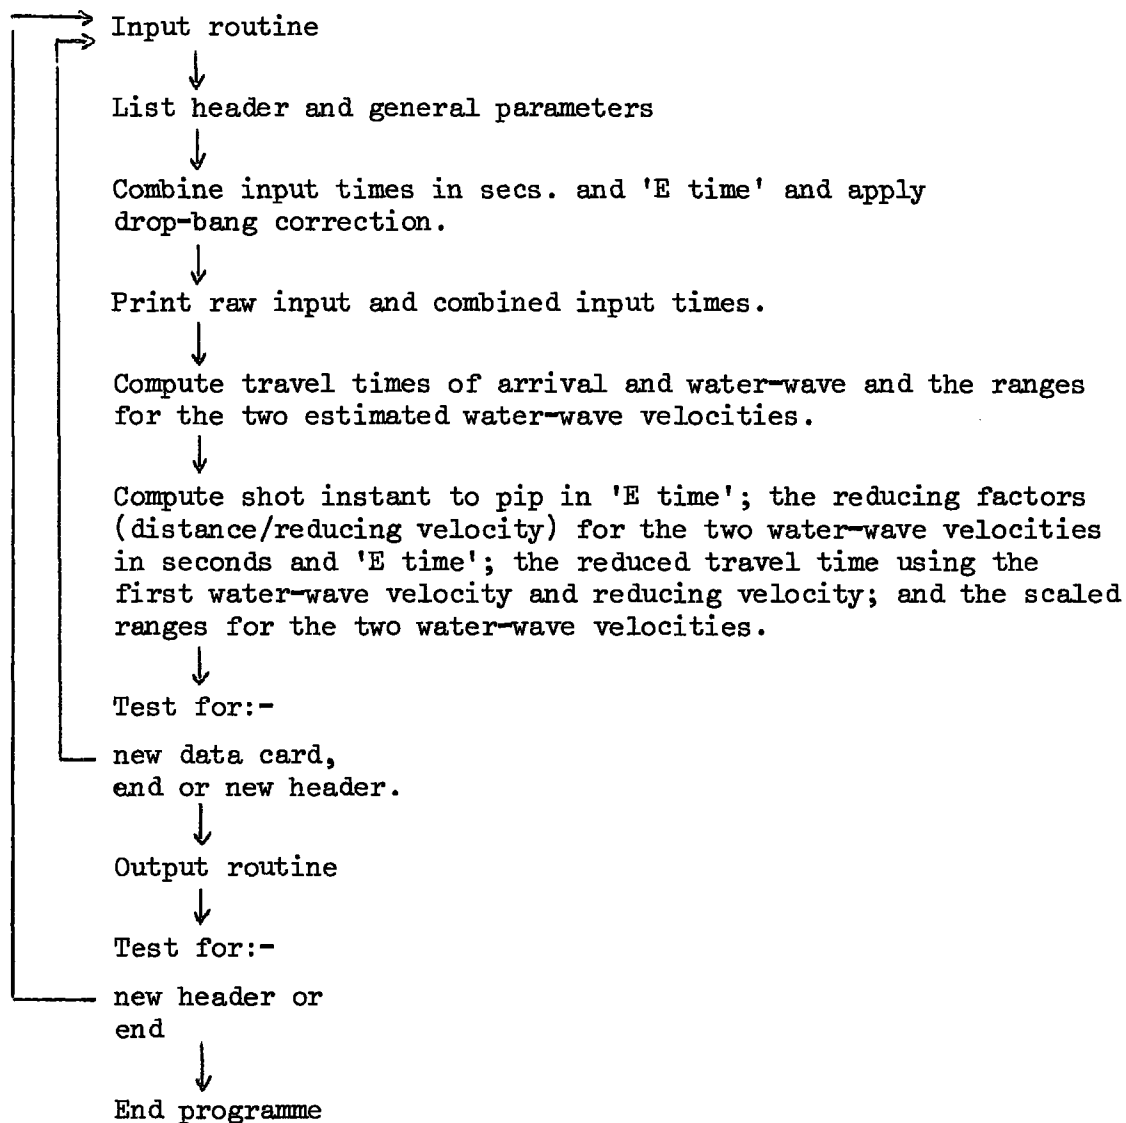 Input routine
List header and general parameters
Combine input times in secs. and 'E time' and apply
drop-bang correction.
Print raw input and combined input times.
Compute travel times of arrival and water-wave and the ranges
for the two estimated water-wave velocities.
Compute shot instant to pip in 'E time'; the reducing factors
(distance/reducing velocity) for the two water-wave velocities
in seconds and 'E time'; the reduced travel time using the
first water-wave velocity and reducing velocity; and the scaled
ranges for the two water-wave velocities.
Test for:-
new data card,
end or new header.
Output routine
Test for:-
new header or
end
End programme